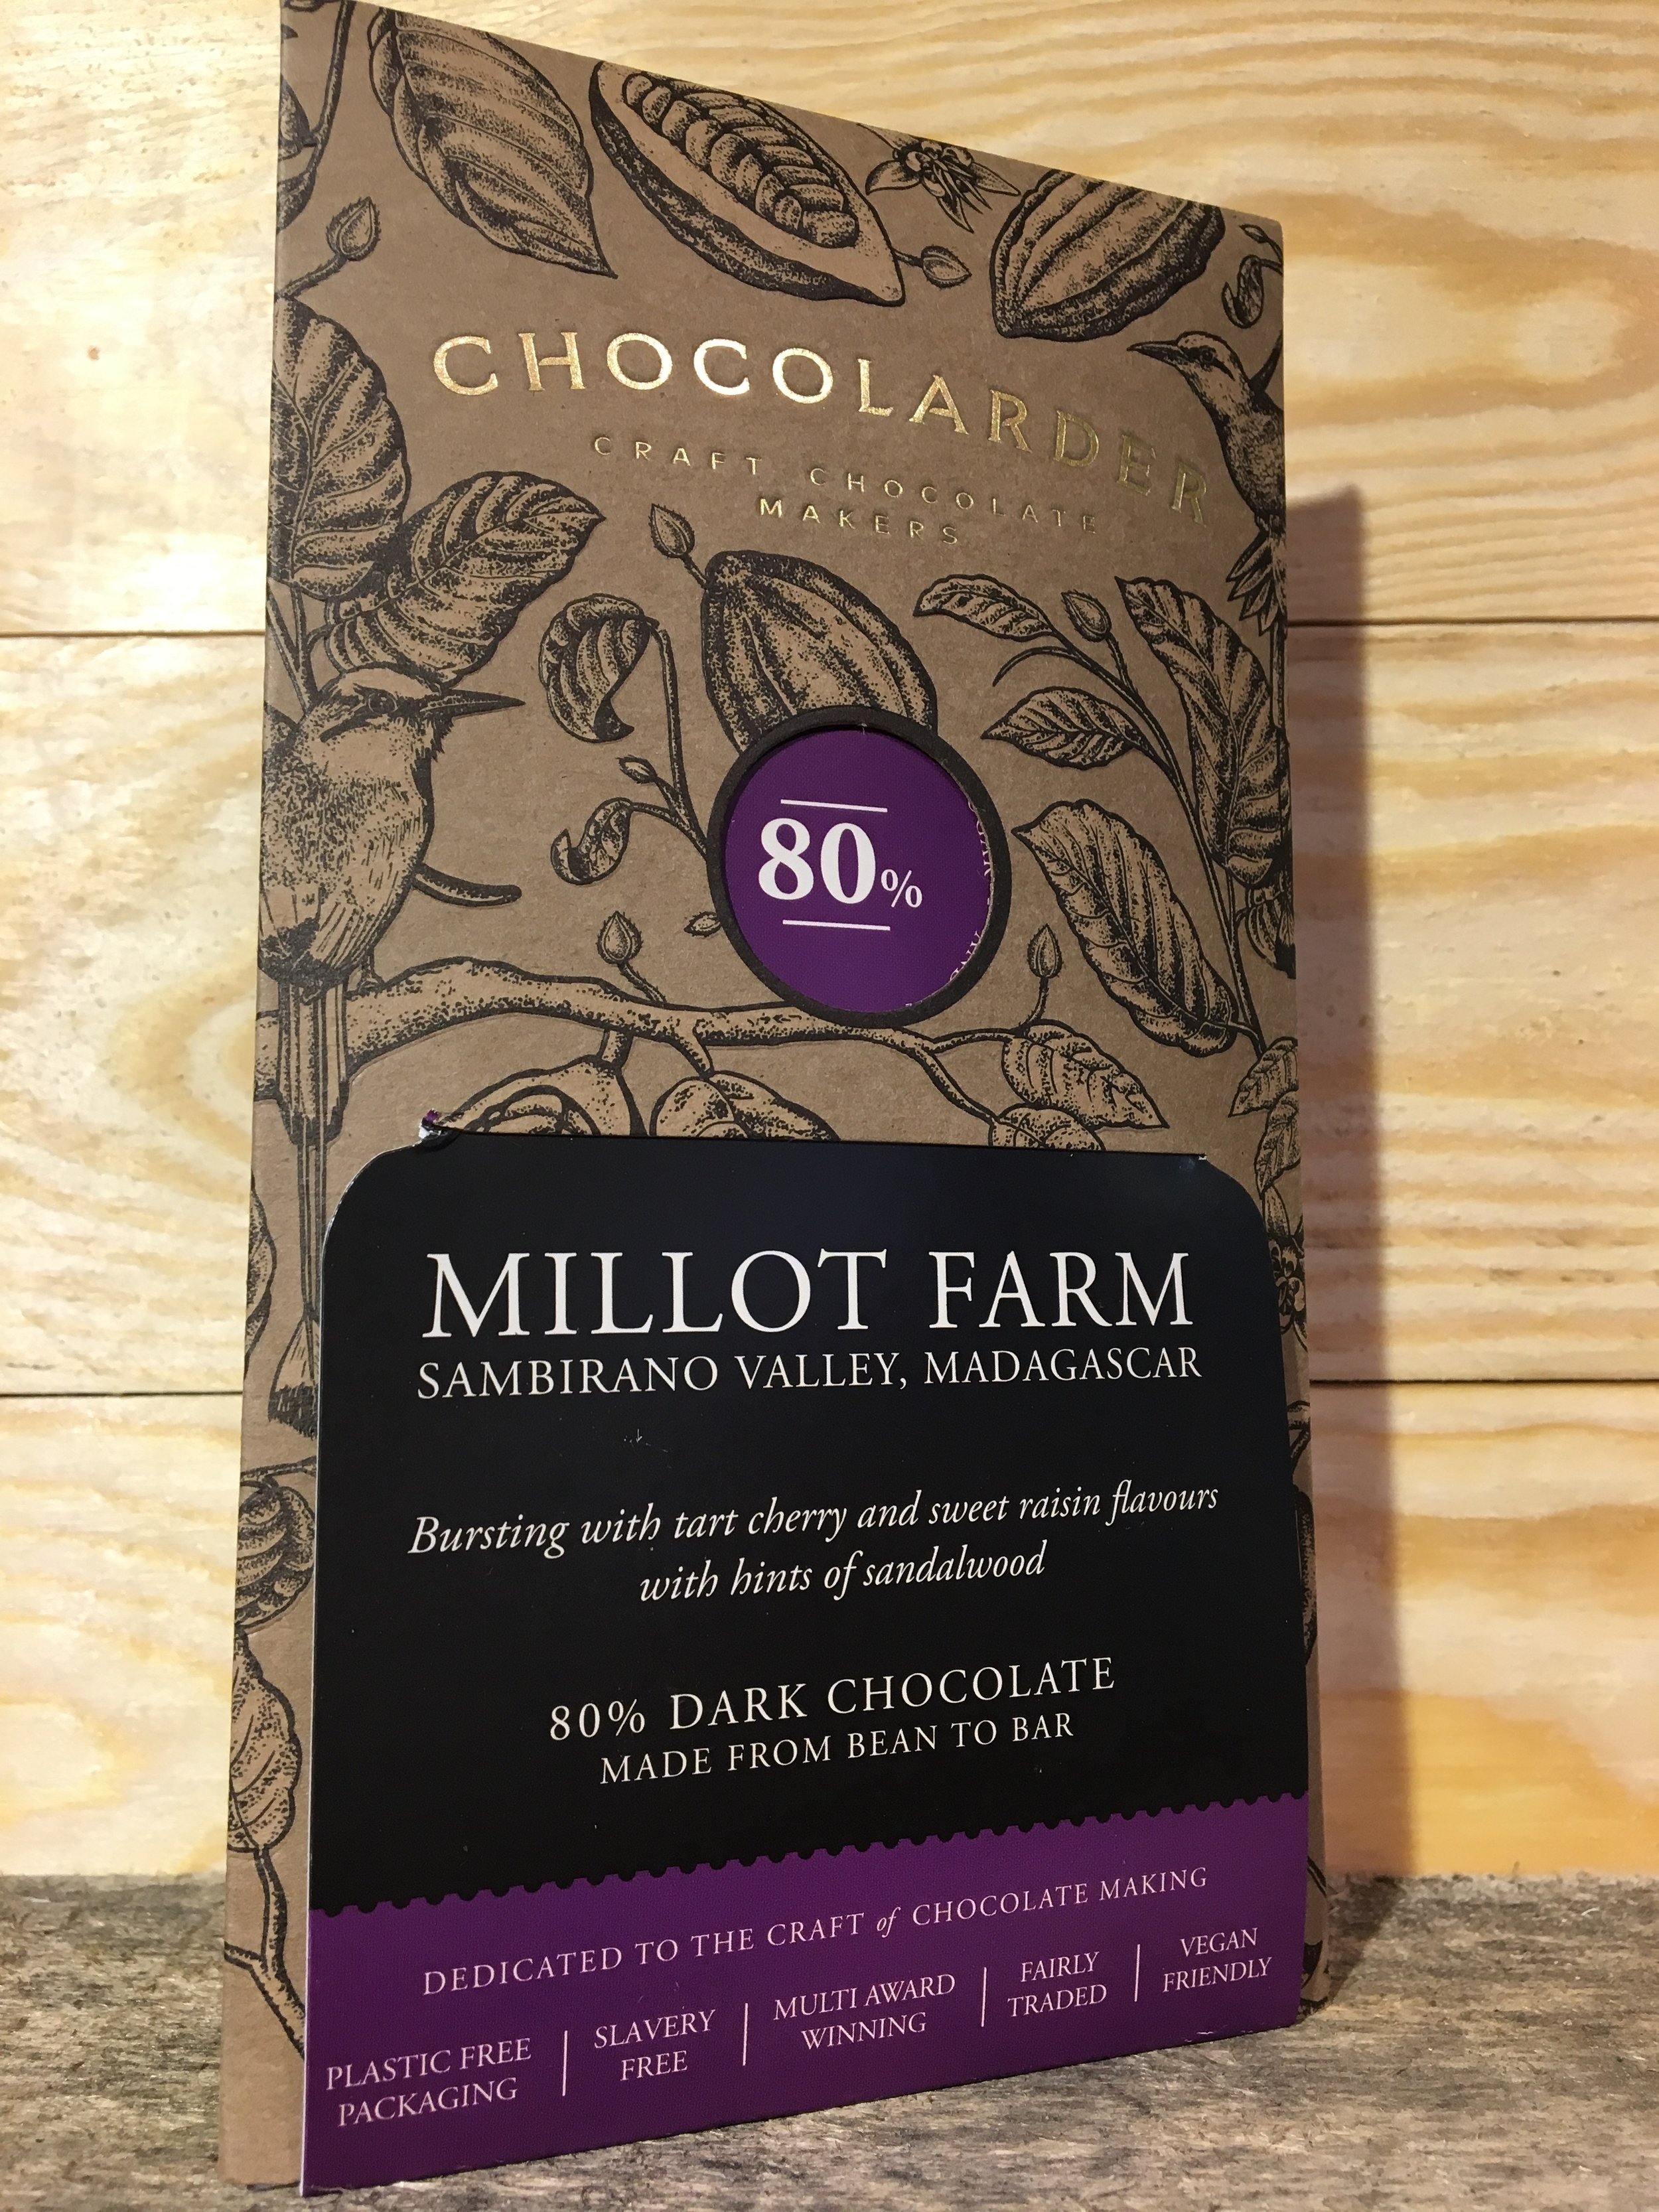 CHOCOLARDER
CRAFT CHOCOLATE
MAKERS
80%
MILLOT FARM
SAMBIRANO VALLEY, MADAGASCAR
Bursting with tart cherry and sweet raisin flavours
with hints of sandalwood
80% DARK CHOCOLATE
MADE FROM BEAN TO BAR
DEDICATED TO THE CRAFT of CHOCOLATE MAKING
PLASTIC FREE
PACKAGING
SLAVERY
FREE
MULTI AWARD
WINNING
FAIRLY
TRADED
VEGAN
FRIENDLY